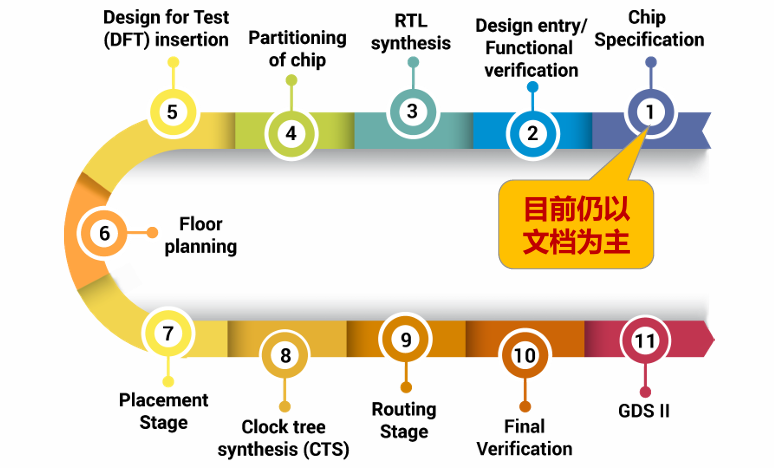 Chip
Specification
1
Design entry/
Functional
verification
2
RTL
synthesis
3
Partitioning
of chip
4
Design for Test
(DFT) insertion
5
6
Floor
planning
7
Placement
Stage
8
Clock tree
synthesis (CTS)
9
Routing
Stage
10
Final
Verification
11
GDS II
目前仍以
文档为主